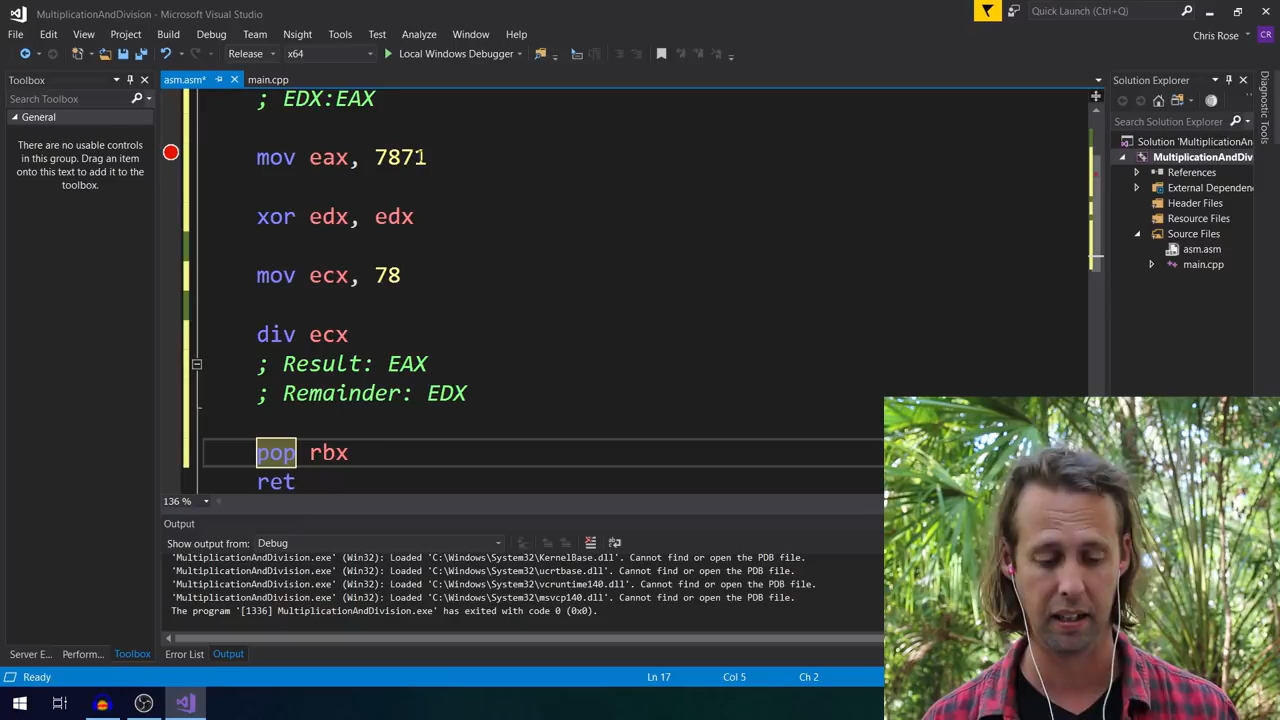 MultiplicationAndDivision - Microsoft Visual Studio
Quick Launch (Ctrl+Q)
File Edit View Project Build Debug Team Nsight Tools Test Analyze Window Help
Chris Rose CR
Release x64 Local Windows Debugger
Toolbox
asm.asm* main.cpp
Solution Explorer
Search Toolbox
General
There are no usable controls
in this group. Drag an item
onto this text to add it to the
toolbox.
; EDX:EAX
mov eax, 7871
xor edx, edx
mov ecx, 78
div ecx
; Result: EAX
; Remainder: EDX
pop rbx
ret
136 %
Search Solution Explorer
Solution 'MultiplicationAndDiv
MultiplicationAndDiv
References
External Dependen
Header Files
Resource Files
Source Files
asm.asm
main.cpp
Diagnostic Tools
Output
Show output from: Debug
'MultiplicationAndDivision.exe' (Win32): Loaded 'C:\Windows\System32\KernelBase.dll'. Cannot find or open the PDB file.
'MultiplicationAndDivision.exe' (Win32): Loaded 'C:\Windows\System32\ucrtbase.dll'. Cannot find or open the PDB file.
'MultiplicationAndDivision.exe' (Win32): Loaded 'C:\Windows\System32\vcruntime140.dll'. Cannot find or open the PDB file.
'MultiplicationAndDivision.exe' (Win32): Loaded 'C:\Windows\System32\msvcp140.dll'. Cannot find or open the PDB file.
The program '[1336] MultiplicationAndDivision.exe' has exited with code 0 (0x0).
Server E... Perform... Toolbox
Error List Output
Ready
Ln 17 Col 5 Ch 2